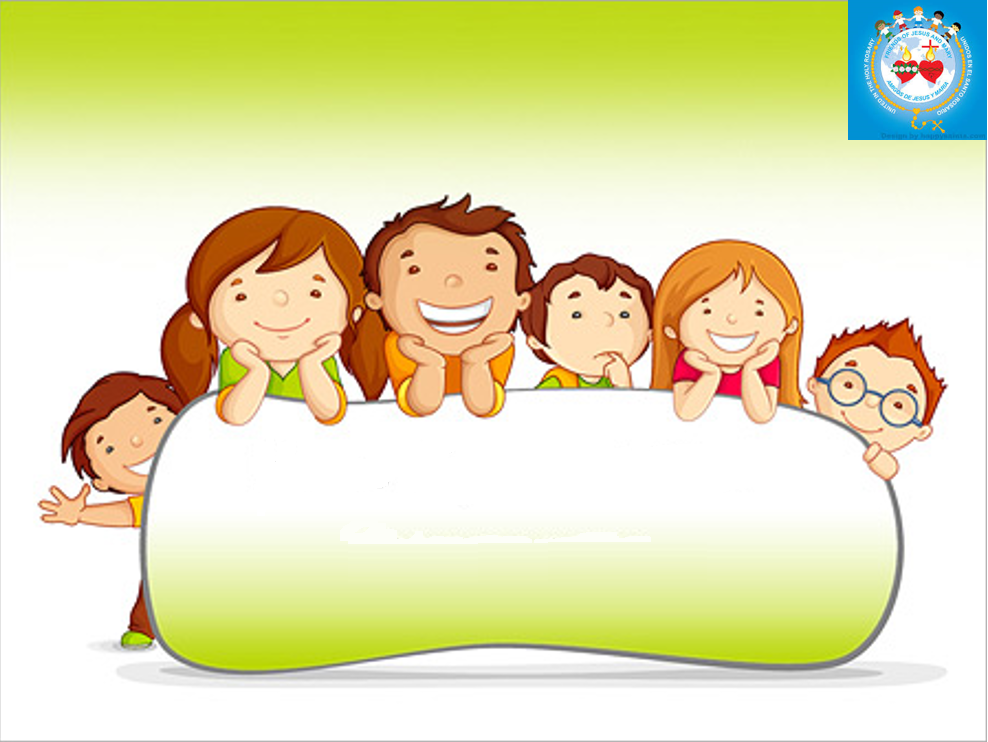 FRIENDS OF JESUS AND MARY
AMIGOS DE JESUS Y MARIA
UNITED IN THE HOLY ROSARY
UNIDOS EN EL SANTO ROSARIO